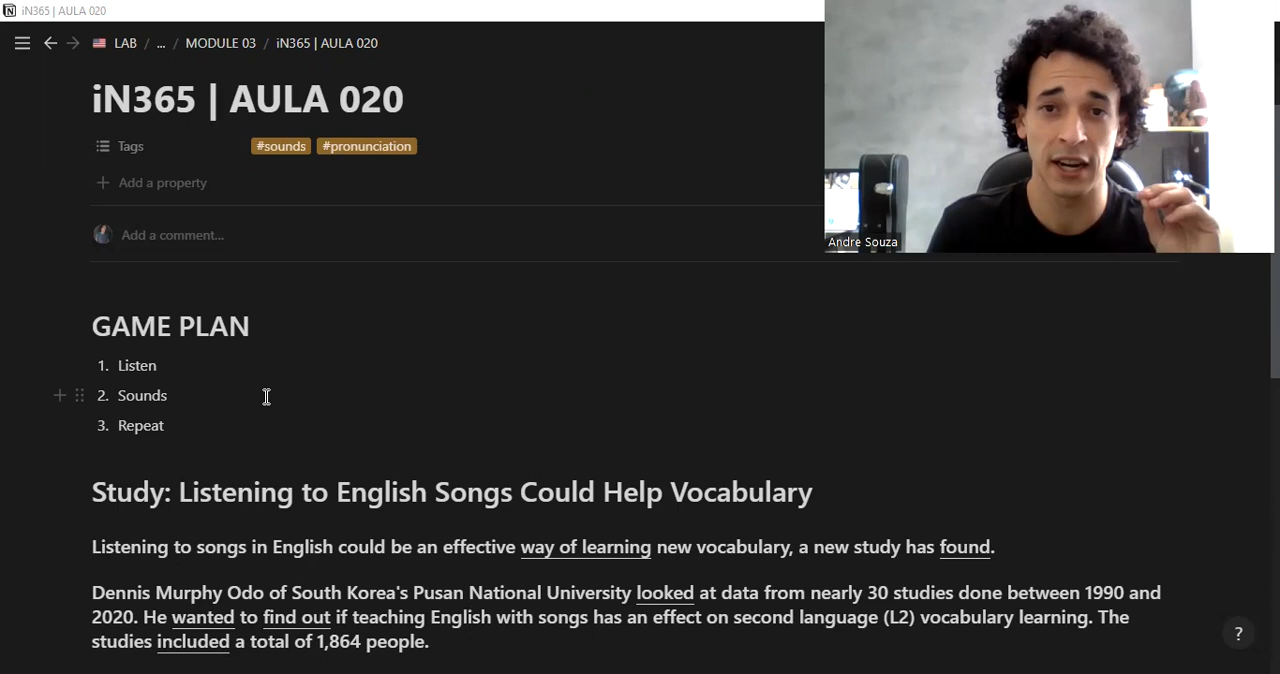 iN365 | AULA 020
LAB / ... / MODULE 03 / iN365 | AULA 020
iN365 | AULA 020
Tags #sounds #pronunciation
Add a property
Add a comment...
Andre Souza
GAME PLAN
1. Listen
2. Sounds
3. Repeat
Study: Listening to English Songs Could Help Vocabulary
Listening to songs in English could be an effective way of learning new vocabulary, a new study has found.
Dennis Murphy Odo of South Korea's Pusan National University looked at data from nearly 30 studies done between 1990 and
2020. He wanted to find out if teaching English with songs has an effect on second language (L2) vocabulary learning. The
studies included a total of 1,864 people.
?